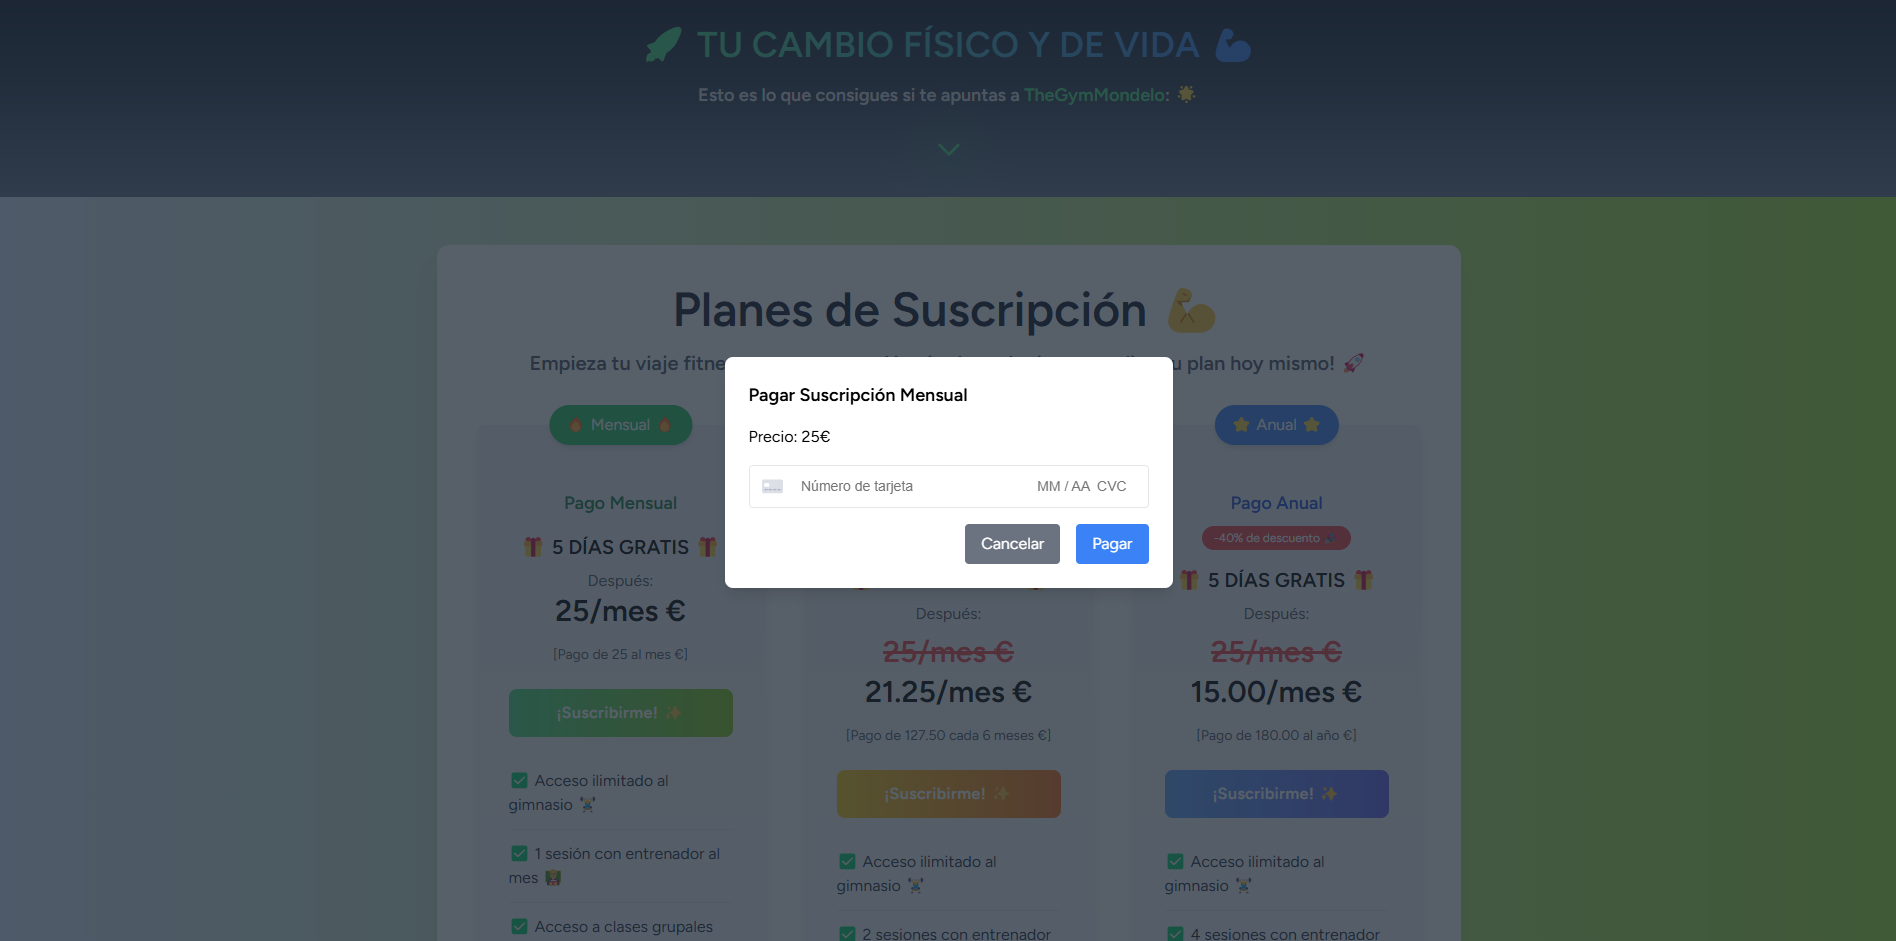 TU CAMBIO FÍSICO Y DE VIDA
Esto es lo que consigues si te apuntas a TheGymMondelo:
Planes de Suscripción
Empieza tu viaje fitne
u plan hoy mismo!
Pagar Suscripción Mensual
Precio: 25€
Número de tarjeta MM / AA CVC
Cancelar Pagar
Mensual
Pago Mensual
5 DÍAS GRATIS
Después:
25/mes €
[Pago de 25 al mes €]
¡Suscribirme!
Acceso ilimitado al
gimnasio
1 sesión con entrenador al
mes
Acceso a clases grupales
Después:
25/mes €
21.25/mes €
[Pago de 127.50 cada 6 meses €]
¡Suscribirme!
Acceso ilimitado al
gimnasio
2 sesiones con entrenador
Anual
Pago Anual
-40% de descuento
5 DÍAS GRATIS
Después:
25/mes €
15.00/mes €
[Pago de 180.00 al año €]
¡Suscribirme!
Acceso ilimitado al
gimnasio
4 sesiones con entrenador